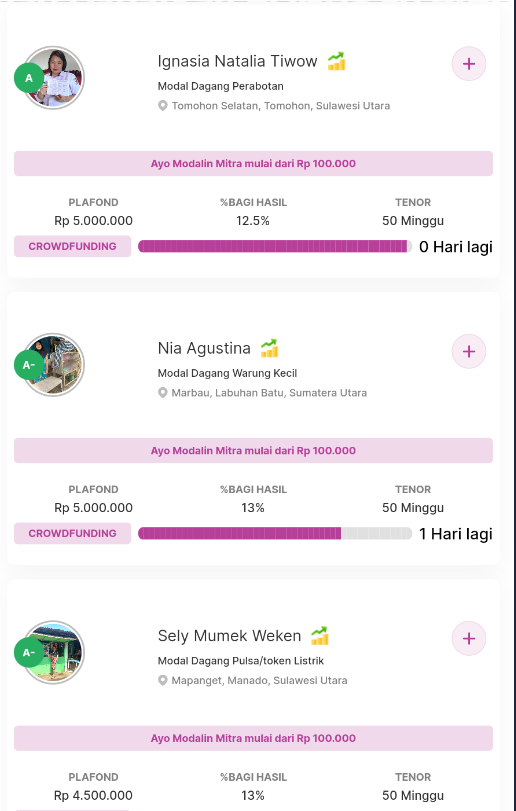 Ignasia Natalia Tiwow
A
Modal Dagang Perabotan
Tomohon Selatan, Tomohon, Sulawesi Utara
Ayo Modalin Mitra mulai dari Rp 100.000
PLAFOND %BAGI HASIL TENOR
Rp 5.000.000 12.5% 50 Minggu
CROWDFUNDING 0 Hari lagi
Nia Agustina
A-
Modal Dagang Warung Kecil
Marbau, Labuhan Batu, Sumatera Utara
Ayo Modalin Mitra mulai dari Rp 100.000
PLAFOND %BAGI HASIL TENOR
Rp 5.000.000 13% 50 Minggu
CROWDFUNDING 1 Hari lagi
Sely Mumek Weken
A-
Modal Dagang Pulsa/token Listrik
Mapanget, Manado, Sulawesi Utara
Ayo Modalin Mitra mulai dari Rp 100.000
PLAFOND %BAGI HASIL TENOR
Rp 4.500.000 13% 50 Minggu